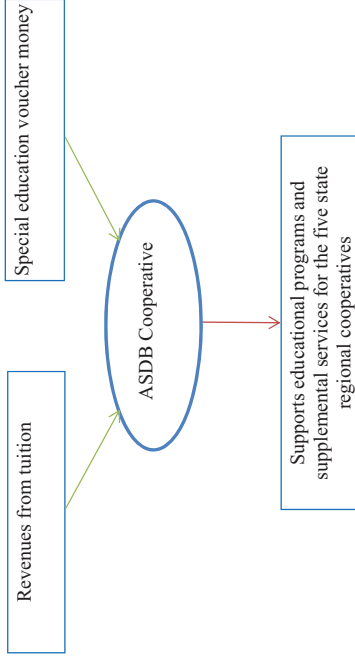 Revenues from tuition
Special education voucher money
ASDB Cooperative
Supports educational programs and
supplemental services for the five state
regional cooperatives